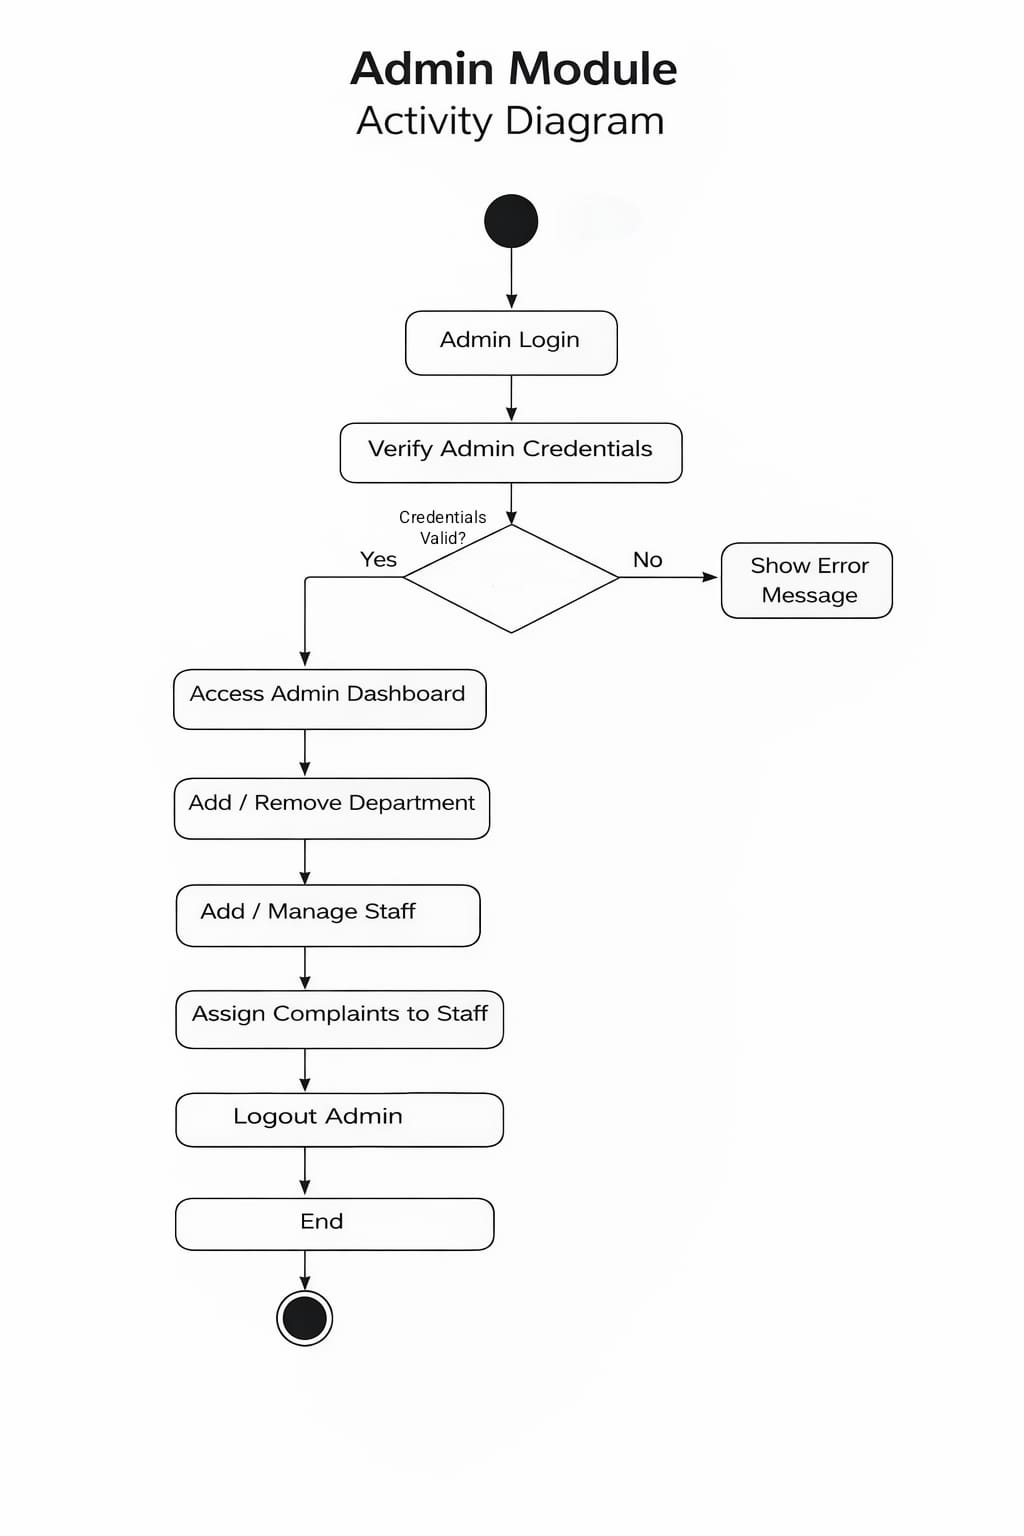 Admin Module
Activity Diagram
Admin Login
Verify Admin Credentials
Credentials
Valid?
Yes
No
Show Error
Message
Access Admin Dashboard
Add / Remove Department
Add / Manage Staff
Assign Complaints to Staff
Logout Admin
End